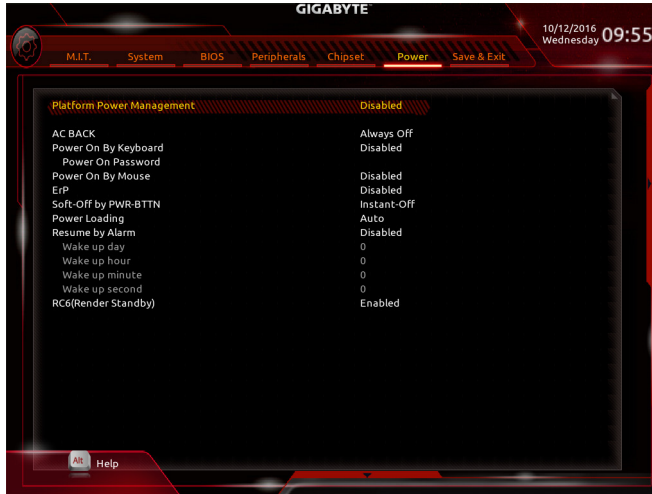 GIGABYTE™
10/12/2016
Wednesday 09:55
M.I.T. System BIOS Peripherals Chipset Power Save & Exit
Platform Power Management Disabled
AC BACK Always Off
Power On By Keyboard Disabled
Power On Password
Power On By Mouse Disabled
ErP Disabled
Soft-Off by PWR-BTTN Instant-Off
Power Loading Auto
Resume by Alarm Disabled
Wake up day 0
Wake up hour 0
Wake up minute 0
Wake up second 0
RC6(Render Standby) Enabled
Alt Help